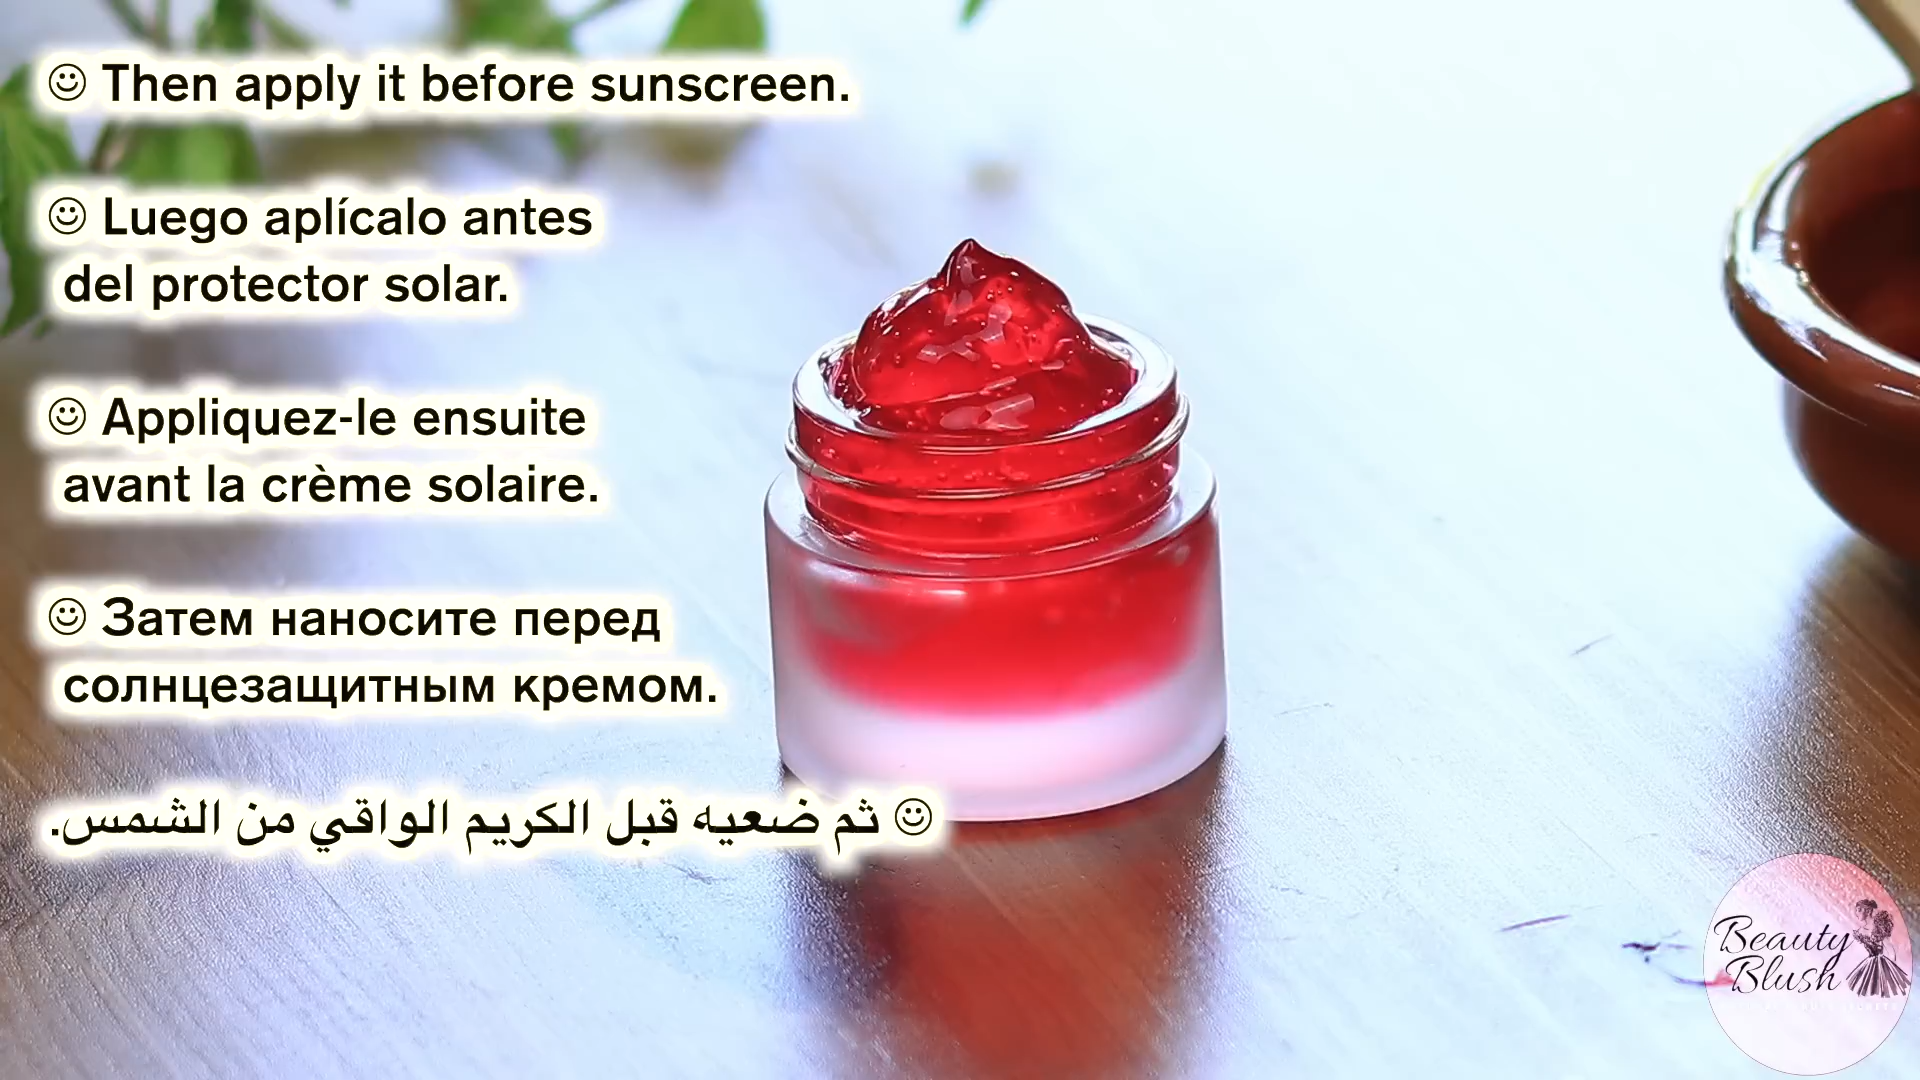 ☺ Then apply it before sunscreen.
☺ Luego aplícalo antes
del protector solar.
☺ Appliquez-le ensuite
avant la crème solaire.
☺ Затем наносите перед
солнцезащитным кремом.
☺ ثم ضعيه قبل الكريم الواقي من الشمس.
Beauty
Blush